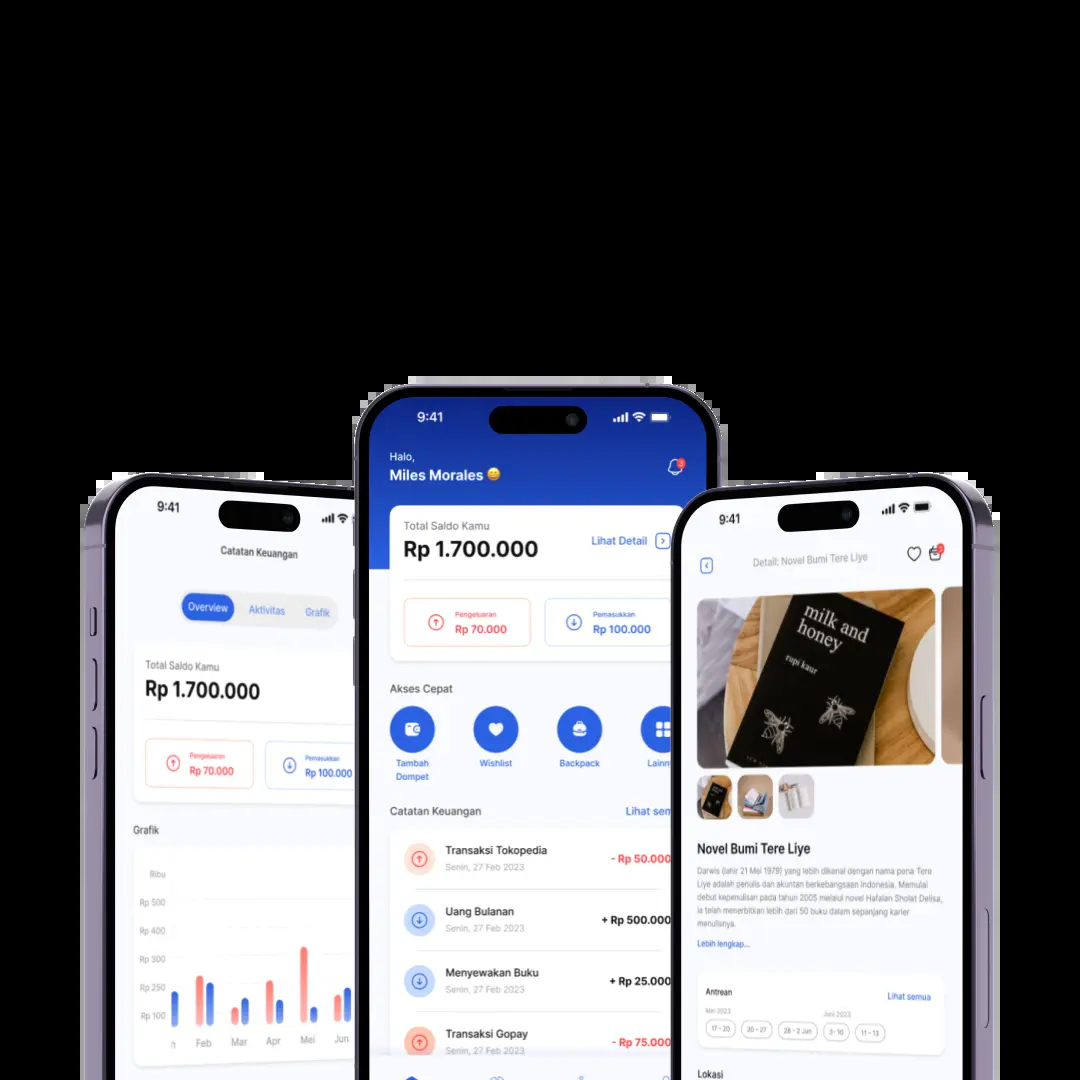 9:41
Catatan Keuangan
Overview
Aktivitas
Grafik
Total Saldo Kamu
Rp 1.700.000
Pengeluaran
Rp 70.000
Pemasukkan
Rp 100.000
Grafik
Ribu
Rp 500
Rp 400
Rp 300
Rp 250
Rp 100
Feb
Mar
Apr
Mei
Jun
9:41
Halo,
Miles Morales 😄
Total Saldo Kamu
Rp 1.700.000
Lihat Detail
Pengeluaran
Rp 70.000
Pemasukkan
Rp 100.000
Akses Cepat
Tambah
Dompet
Wishlist
Backpack
Lainn
Catatan Keuangan
Lihat sem
Transaksi Tokopedia
- Rp 50.000
Senin, 27 Feb 2023
Uang Bulanan
+ Rp 500.000
Senin, 27 Feb 2023
Menyewakan Buku
+ Rp 25.000
Senin, 27 Feb 2023
Transaksi Gopay
- Rp 75.000
Senin, 27 Feb 2023
9:41
Detail: Novel Bumi Tere Liye
milk and
honey
rupi kaur
Novel Bumi Tere Liye
Darwis (lahir 21 Mei 1979) yang lebih dikenal dengan nama pena Tere
Liye adalah penulis dan akuntan berkebangsaan Indonesia. Memulai
debut kepenulisan pada tahun 2005 melalui novel Hafalan Sholat Delisa,
ia telah menerbitkan lebih dari 50 buku dalam sepanjang karier
menulisnya.
Lebih lengkap...
Antrean
Lihat semua
Mei 2023
Juni 2023
17 - 20
20 - 27
28 - 2 Jun
3 - 10
11 - 13
Lokasi